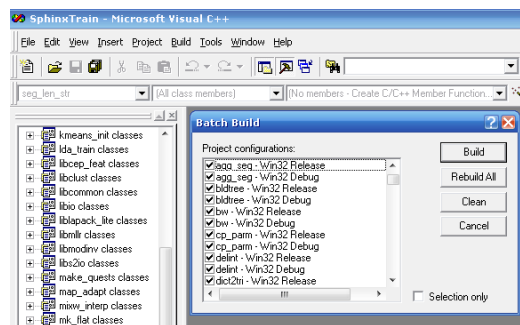 SphinxTrain - Microsoft Visual C++
File Edit View Insert Project Build Tools Window Help
seg_len_str
(All class members)
(No members - Create C/C++ Member Function...
kmeans_init classes
lda_train classes
libcep_feat classes
libclust classes
libcommon classes
libio classes
liblapack_lite classes
libmllr classes
libmodinv classes
libs2io classes
make_quests classes
map_adapt classes
mixw_interp classes
mk_flat classes
Batch Build
Project configurations:
agg_seg - Win32 Release
agg_seg - Win32 Debug
bldtree - Win32 Release
bldtree - Win32 Debug
bw - Win32 Release
bw - Win32 Debug
cp_parm - Win32 Release
cp_parm - Win32 Debug
delint - Win32 Release
delint - Win32 Debug
dict2tri - Win32 Release
Build
Rebuild All
Clean
Cancel
Selection only